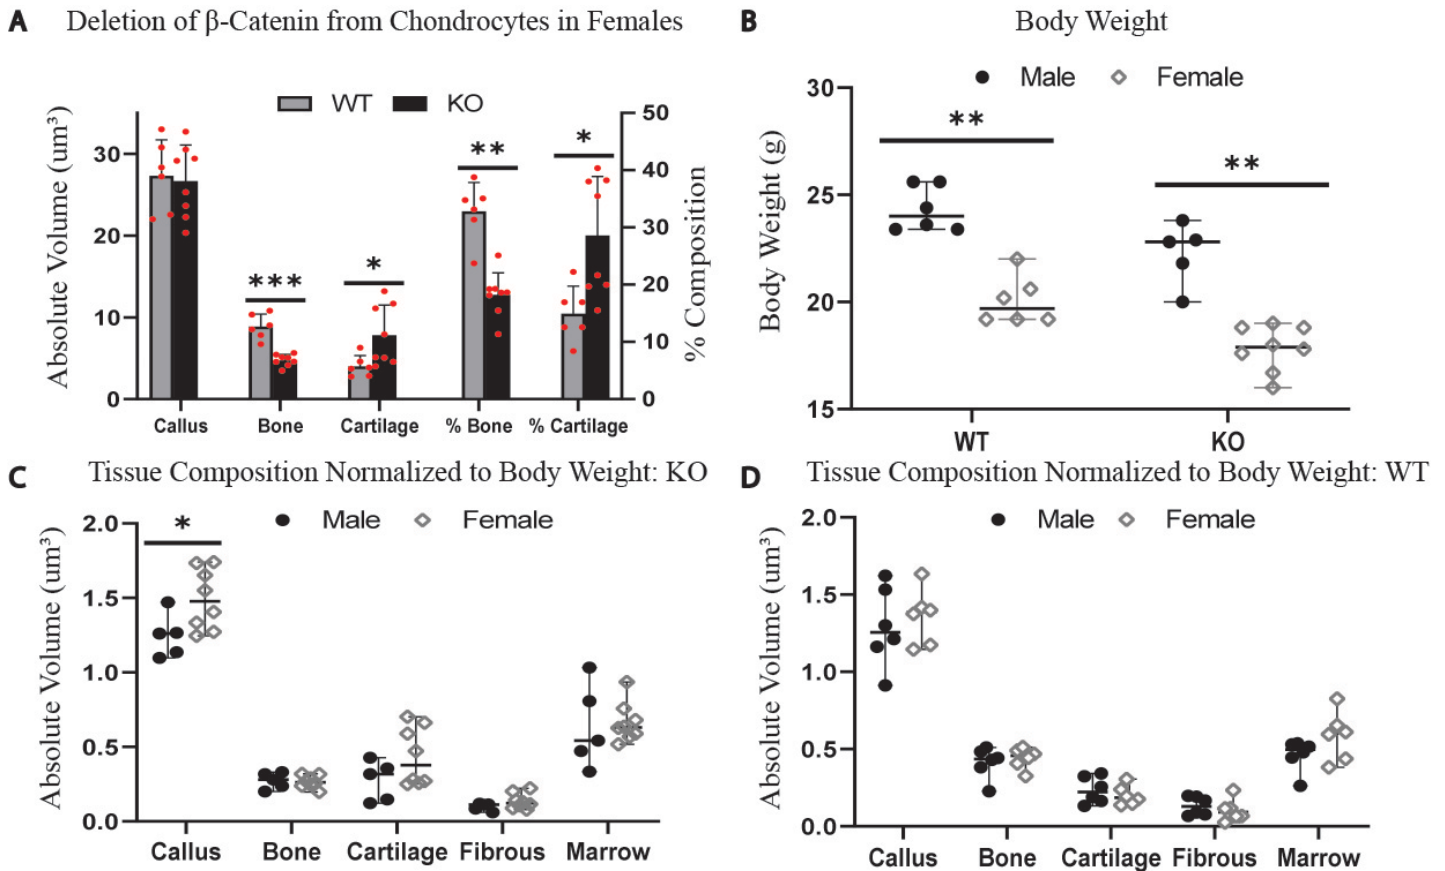 A Deletion of β-Catenin from Chondrocytes in Females
WT KO
Absolute Volume (um³)
30
20
10
0
50
40
30
20
10
0
% Composition
***
*
**
*
Callus Bone Cartilage % Bone % Cartilage
B Body Weight
Male Female
Body Weight (g)
30
25
20
15
**
**
WT KO
C Tissue Composition Normalized to Body Weight: KO
Male Female
Absolute Volume (um³)
2.0
1.5
1.0
0.5
0.0
*
Callus Bone Cartilage Fibrous Marrow
D Tissue Composition Normalized to Body Weight: WT
Male Female
Absolute Volume (um³)
2.0
1.5
1.0
0.5
0.0
Callus Bone Cartilage Fibrous Marrow